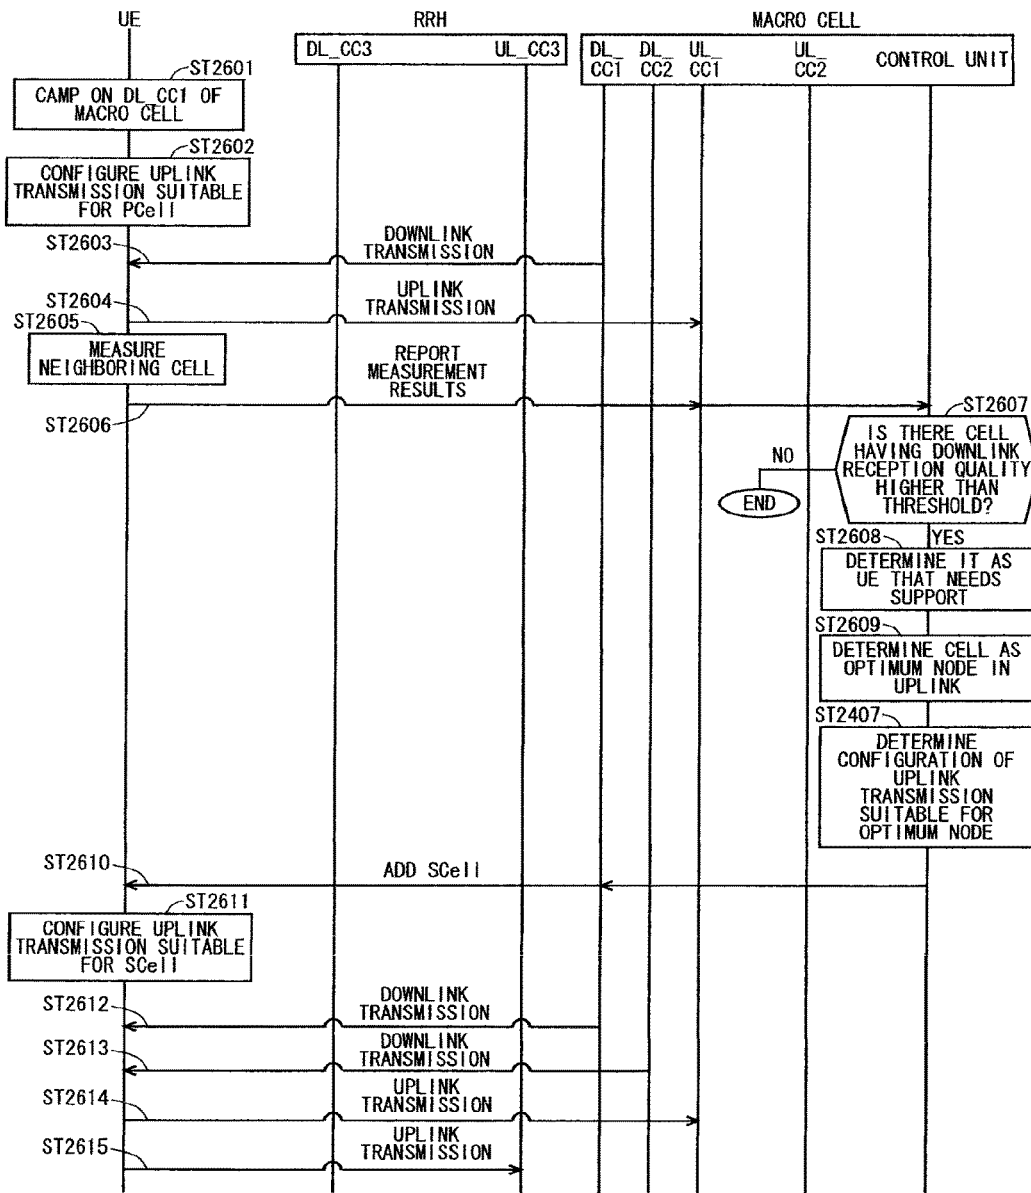 UE
RRH
MACRO CELL
DL_CC3
UL_CC3
DL_
CC1
DL_
CC2
UL_
CC1
UL_
CC2
CONTROL UNIT
ST2601
CAMP ON DL_CC1 OF
MACRO CELL
ST2602
CONFIGURE UPLINK
TRANSMISSION SUITABLE
FOR PCell
ST2603
DOWNLINK
TRANSMISSION
ST2604
UPLINK
TRANSMISSION
ST2605
MEASURE
NEIGHBORING CELL
REPORT
MEASUREMENT
RESULTS
ST2606
ST2607
IS THERE CELL
HAVING DOWNLINK
RECEPTION QUALITY
HIGHER THAN
THRESHOLD?
NO
END
YES
ST2608
DETERMINE IT AS
UE THAT NEEDS
SUPPORT
ST2609
DETERMINE CELL AS
OPTIMUM NODE IN
UPLINK
ST2407
DETERMINE
CONFIGURATION OF
UPLINK
TRANSMISSION
SUITABLE FOR
OPTIMUM NODE
ST2610
ADD SCell
ST2611
CONFIGURE UPLINK
TRANSMISSION SUITABLE
FOR SCell
ST2612
DOWNLINK
TRANSMISSION
ST2613
DOWNLINK
TRANSMISSION
ST2614
UPLINK
TRANSMISSION
ST2615
UPLINK
TRANSMISSION